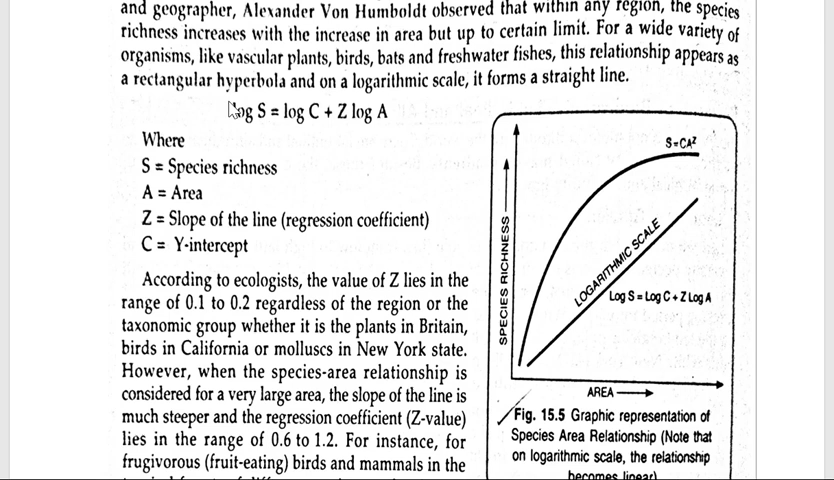 and geographer, Alexander Von Humboldt observed that within any region, the species
richness increases with the increase in area but up to certain limit. For a wide variety of
organisms, like vascular plants, birds, bats and freshwater fishes, this relationship appears as
a rectangular hyperbola and on a logarithmic scale, it forms a straight line.
log S = log C + Z log A
Where
S = Species richness
A = Area
Z = Slope of the line (regression coefficient)
C = Y-intercept
According to ecologists, the value of Z lies in the
range of 0.1 to 0.2 regardless of the region or the
taxonomic group whether it is the plants in Britain,
birds in California or molluscs in New York state.
However, when the species-area relationship is
considered for a very large area, the slope of the line is
much steeper and the regression coefficient (Z-value)
lies in the range of 0.6 to 1.2. For instance, for
frugivorous (fruit-eating) birds and mammals in the
S=CA^Z
SPECIES RICHNESS
LOGARITHMIC SCALE
Log S = Log C + Z Log A
AREA
Fig. 15.5 Graphic representation of
Species Area Relationship (Note that
on logarithmic scale, the relationship
becomes linear)